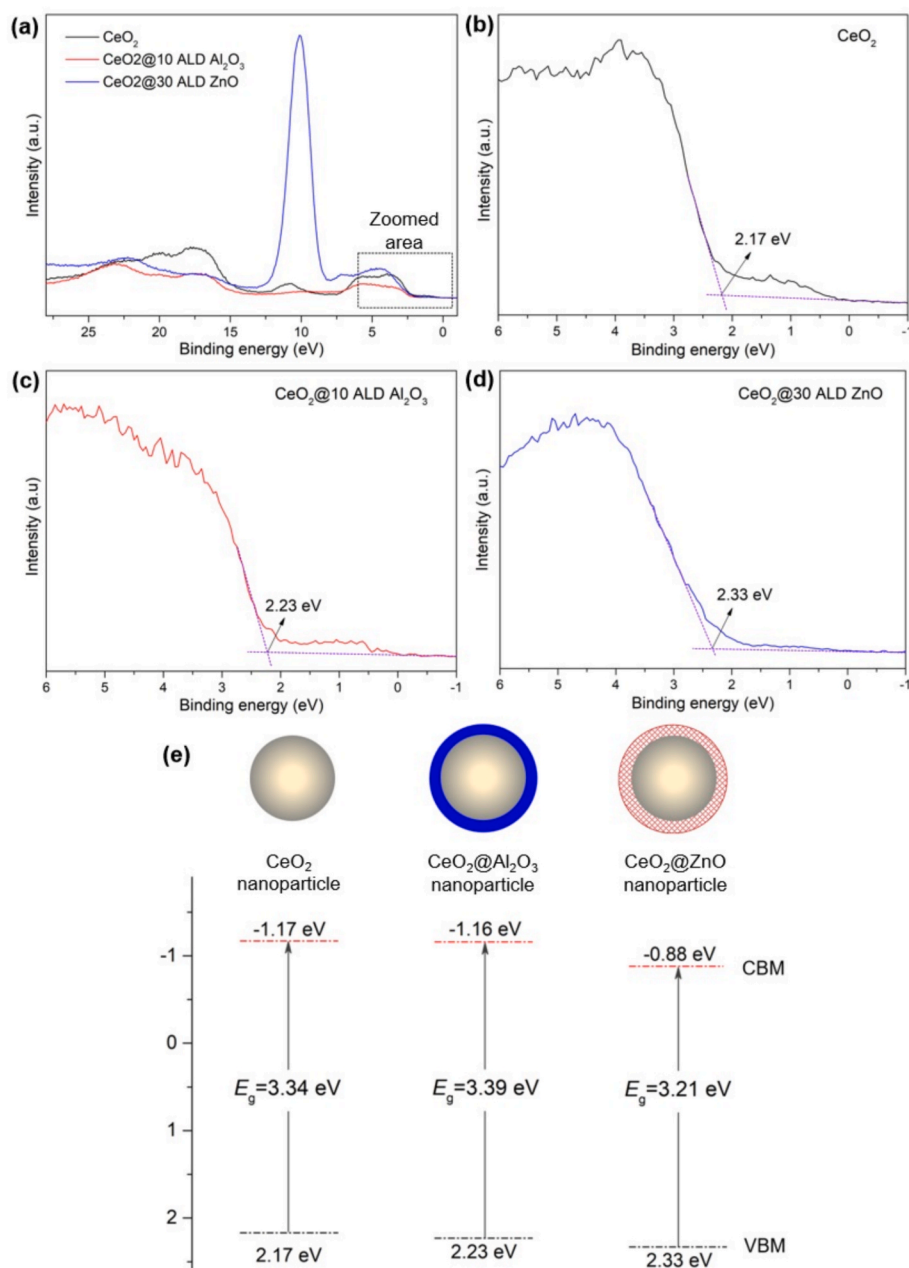 (a)
CeO₂
CeO2@10 ALD Al₂O₃
CeO2@30 ALD ZnO
Zoomed
area
Intensity (a.u.)
25 20 15 10 5 0
Binding energy (eV)
(b)
CeO₂
2.17 eV
Intensity (a.u.)
6 5 4 3 2 1 0 -1
Binding energy (eV)
(c)
CeO₂@10 ALD Al₂O₃
2.23 eV
Intensity (a.u)
6 5 4 3 2 1 0 -1
Binding energy (eV)
(d)
CeO₂@30 ALD ZnO
2.33 eV
Intensity (a.u.)
6 5 4 3 2 1 0 -1
Binding energy (eV)
(e)
CeO₂
nanoparticle
CeO₂@Al₂O₃
nanoparticle
CeO₂@ZnO
nanoparticle
-1.17 eV
-1.16 eV
-0.88 eV
CBM
-1
0
1
2
Eg=3.34 eV
Eg=3.39 eV
Eg=3.21 eV
2.17 eV
2.23 eV
2.33 eV
VBM